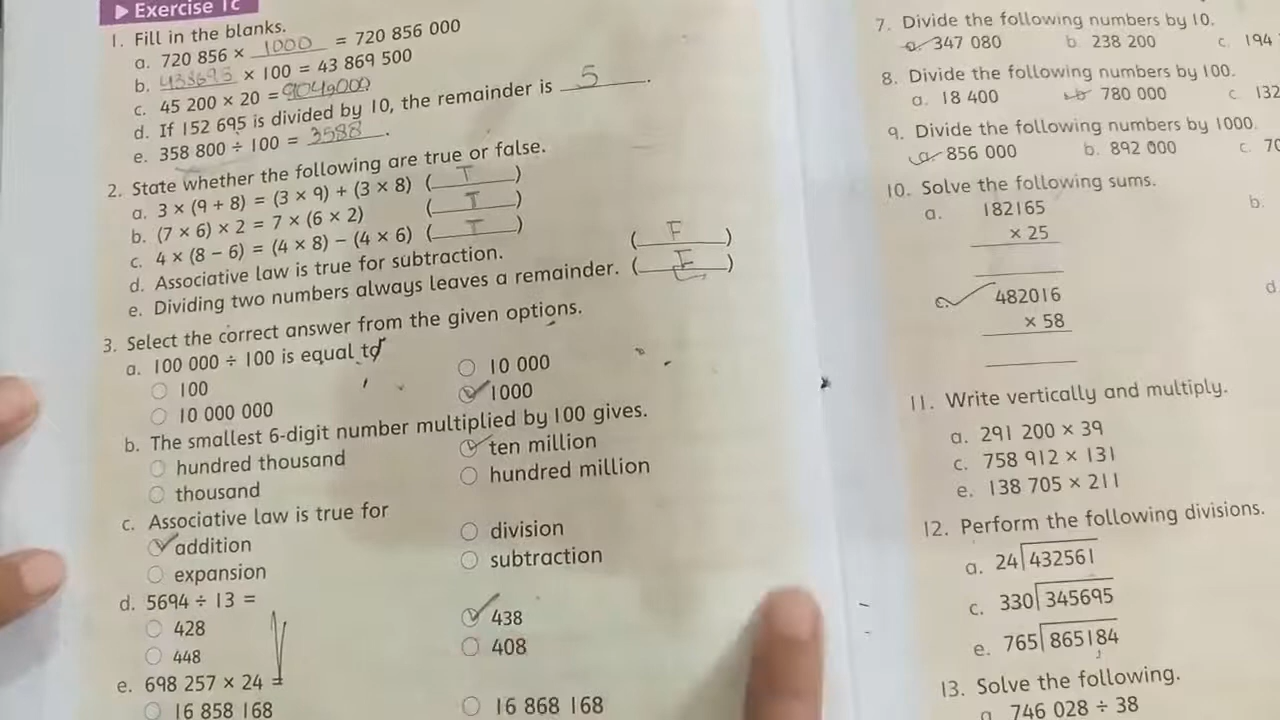 ▶ Exercise 1c
1. Fill in the blanks.
a. 720 856 × 1000 = 720 856 000
b. 438695 × 100 = 43 869 500
c. 45 200 × 20 = 904000
d. If 152 695 is divided by 10, the remainder is 5.
e. 358 800 ÷ 100 = 3588.
2. State whether the following are true or false.
a. 3 × (9 + 8) = (3 × 9) + (3 × 8) (T)
b. (7 × 6) × 2 = 7 × (6 × 2) (T)
c. 4 × (8 – 6) = (4 × 8) – (4 × 6) (T)
d. Associative law is true for subtraction. (F)
e. Dividing two numbers always leaves a remainder. (F)
3. Select the correct answer from the given options.
a. 100 000 ÷ 100 is equal to
100 10 000
10 000 000 1000
b. The smallest 6-digit number multiplied by 100 gives.
hundred thousand ten million
thousand hundred million
c. Associative law is true for
addition division
expansion subtraction
d. 5694 ÷ 13 =
428 438
448 408
e. 698 257 × 24 =
16 858 168 16 868 168
7. Divide the following numbers by 10.
a. 347 080 b. 238 200 c. 194
8. Divide the following numbers by 100.
a. 18 400 b. 780 000 c. 132
9. Divide the following numbers by 1000.
a. 856 000 b. 892 000 c. 70
10. Solve the following sums.
a. 182165 b.
× 25
c. 482016 d.
× 58
11. Write vertically and multiply.
a. 291 200 × 39
c. 758 912 × 131
e. 138 705 × 211
12. Perform the following divisions.
a. 24 432561
c. 330 345695
e. 765 865184
13. Solve the following.
a 746 028 ÷ 38